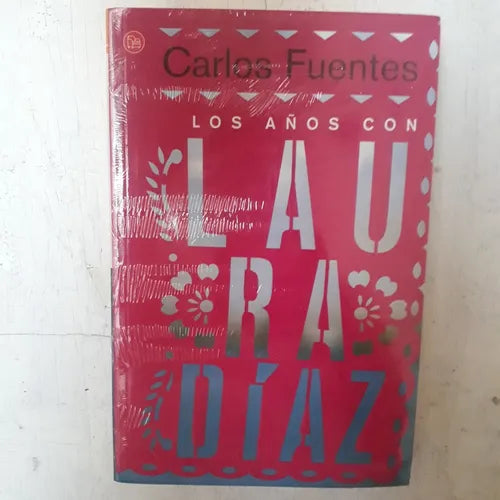 Carlos Fuentes
LOS AÑOS CON
LAU
RA
DÍAZ